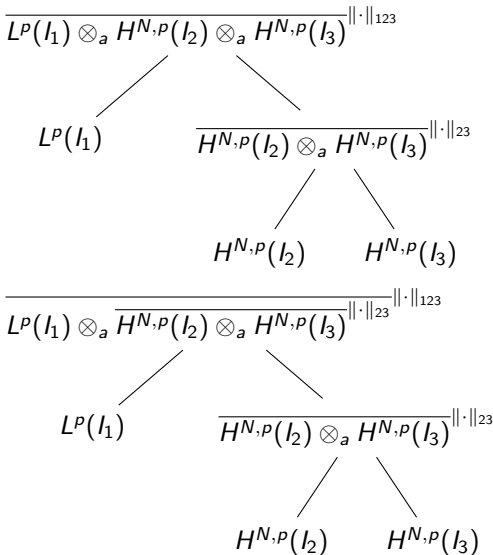 $\overline{L^p(I_1) \otimes_a H^{N,p}(I_2) \otimes_a H^{N,p}(I_3)}^{\|\cdot\|_{123}}$
$L^p(I_1)$ $\overline{H^{N,p}(I_2) \otimes_a H^{N,p}(I_3)}^{\|\cdot\|_{23}}$
$H^{N,p}(I_2)$ $H^{N,p}(I_3)$
$\overline{L^p(I_1) \otimes_a \overline{H^{N,p}(I_2) \otimes_a H^{N,p}(I_3)}^{\|\cdot\|_{23}}}^{\|\cdot\|_{123}}$
$L^p(I_1)$ $\overline{H^{N,p}(I_2) \otimes_a H^{N,p}(I_3)}^{\|\cdot\|_{23}}$
$H^{N,p}(I_2)$ $H^{N,p}(I_3)$